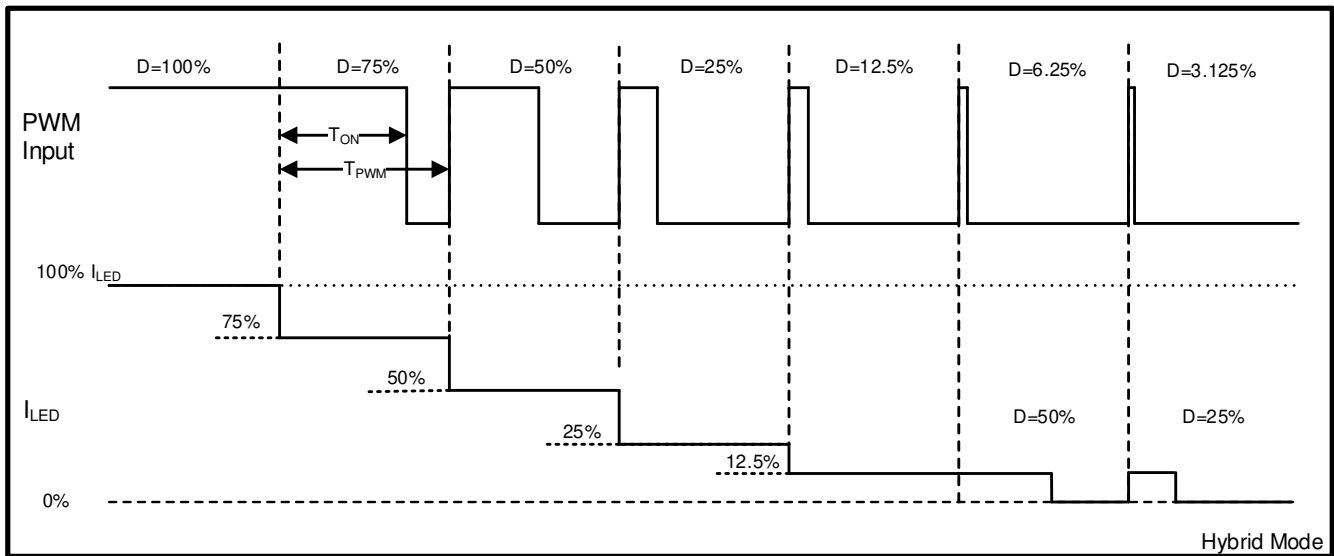 D=100%
D=75%
D=50%
D=25%
D=12.5%
D=6.25%
D=3.125%
PWM
Input
TON
TPWM
100% ILED
75%
50%
ILED
25%
D=50%
D=25%
12.5%
0%
Hybrid Mode